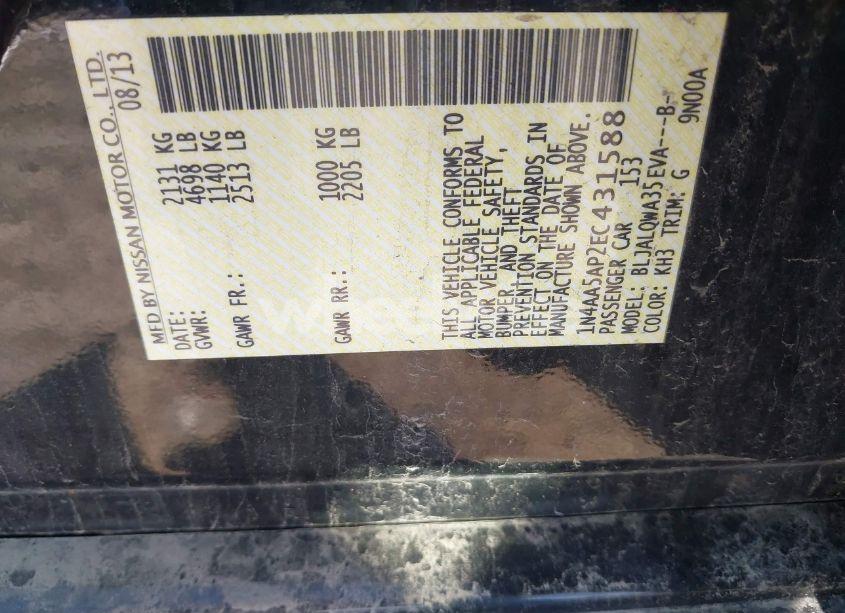 MFD BY NISSAN MOTOR CO., LTD.
DATE: 08/13
GVWR: 2131 KG
4698 LB
GAWR FR.: 1140 KG
2513 LB
GAWR RR.: 1000 KG
2205 LB
THIS VEHICLE CONFORMS TO
ALL APPLICABLE FEDERAL
MOTOR VEHICLE SAFETY,
BUMPER, AND THEFT
PREVENTION STANDARDS IN
EFFECT ON THE DATE OF
MANUFACTURE SHOWN ABOVE.
1N4AA5AP2EC431588
PASSENGER CAR 153
MODEL: BLJALQWA35EVA---B-
COLOR: KH3 TRIM: G 9N00A